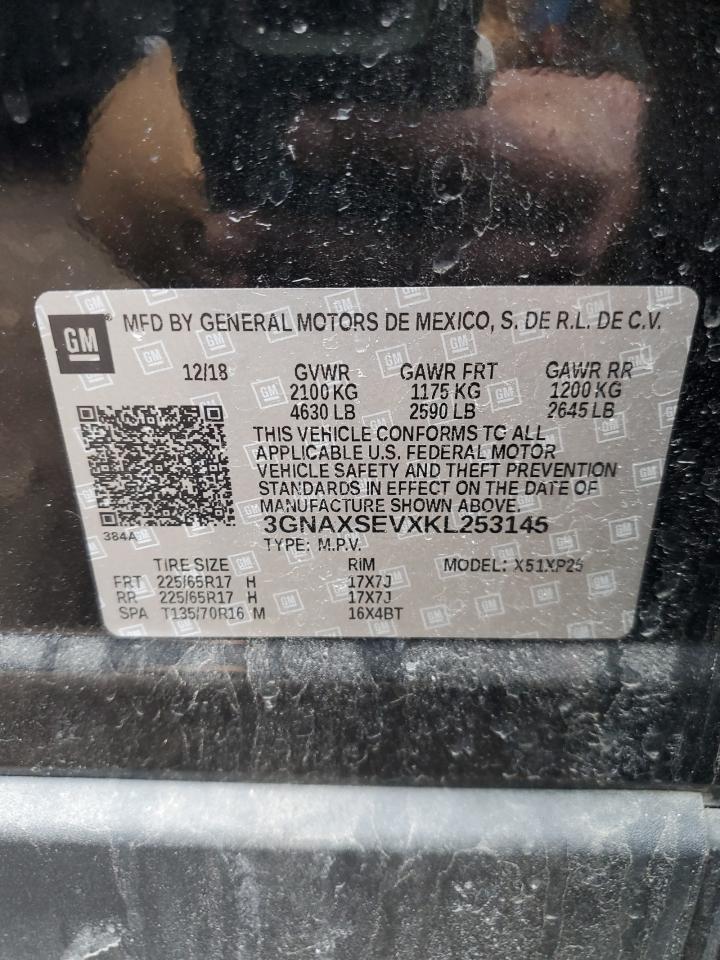 GM
MFD BY GENERAL MOTORS DE MEXICO, S. DE R.L. DE C.V.
12/18 GVWR GAWR FRT GAWR RR
2100 KG 1175 KG 1200 KG
4630 LB 2590 LB 2645 LB
THIS VEHICLE CONFORMS TO ALL
APPLICABLE U.S. FEDERAL MOTOR
VEHICLE SAFETY AND THEFT PREVENTION
STANDARDS IN EFFECT ON THE DATE OF
MANUFACTURE SHOWN ABOVE.
384A
3GNAXSEVXKL253145
TYPE: M.P.V.
TIRE SIZE RIM MODEL: X51XP25
FRT 225/65R17 H 17X7J
RR 225/65R17 H 17X7J
SPA T135/70R16 M 16X4BT